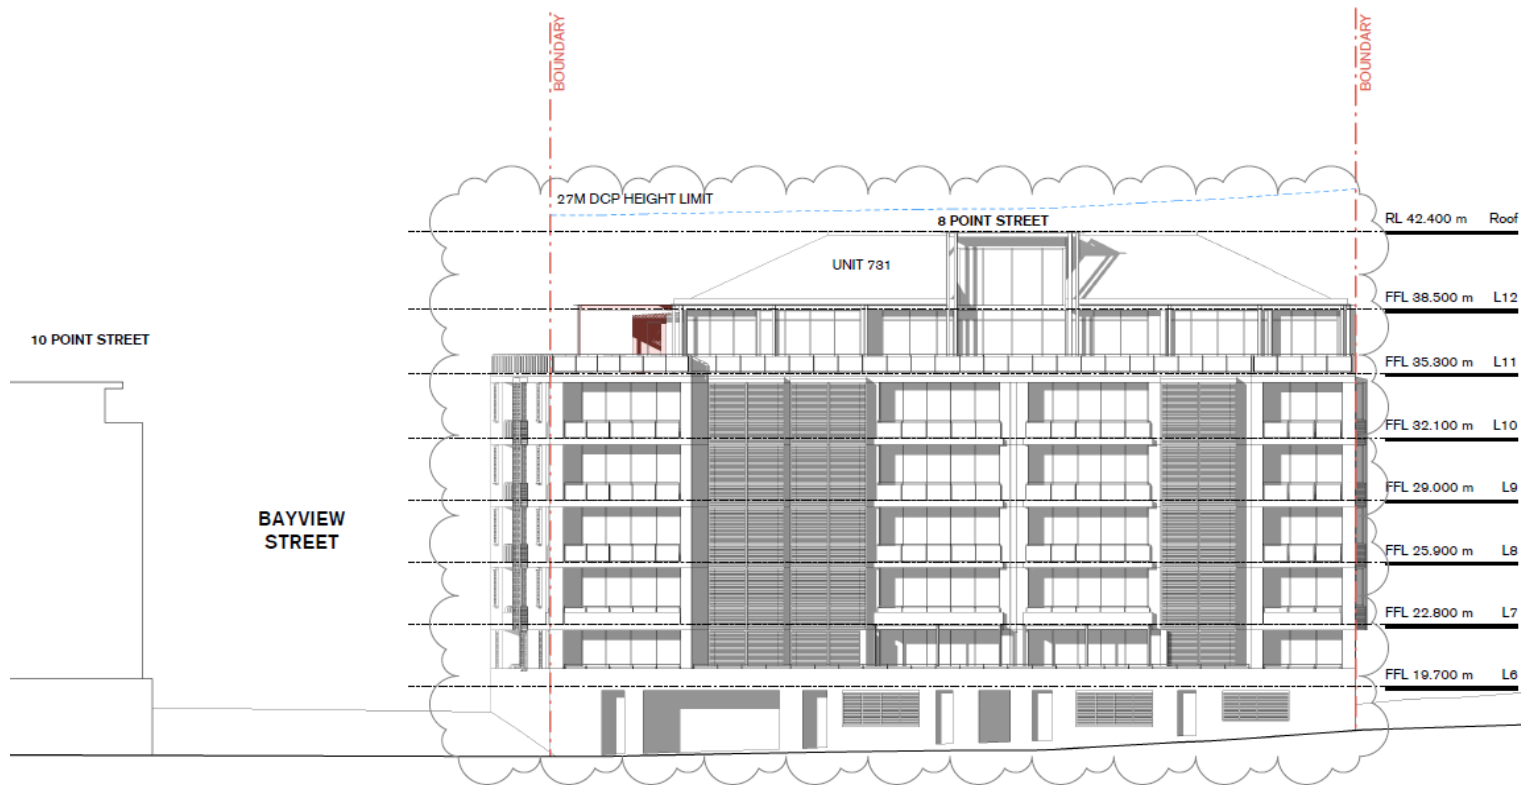 BOUNDARY
BOUNDARY
27M DCP HEIGHT LIMIT
8 POINT STREET
RL 42.400 m Roof
UNIT 731
FFL 38.500 m L12
10 POINT STREET
FFL 35.300 m L11
FFL 32.100 m L10
FFL 29.000 m L9
BAYVIEW
STREET
FFL 25.900 m L8
FFL 22.800 m L7
FFL 19.700 m L6